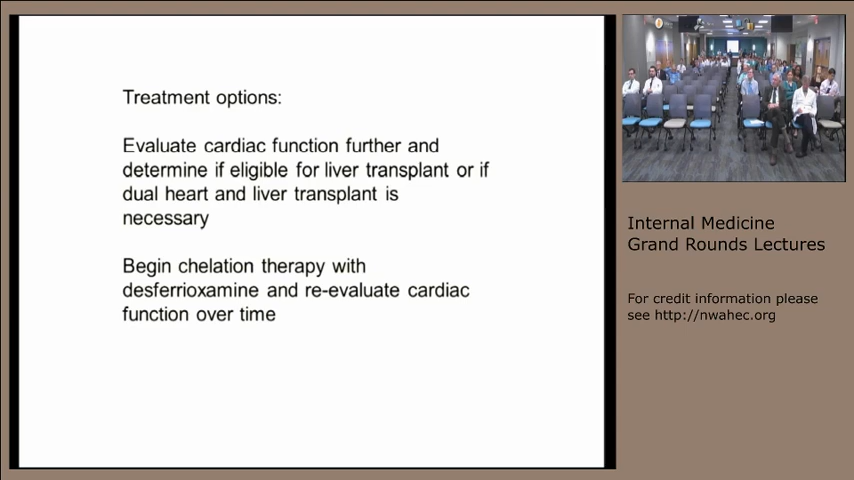 Treatment options:
Evaluate cardiac function further and
determine if eligible for liver transplant or if
dual heart and liver transplant is
necessary
Begin chelation therapy with
desferrioxamine and re-evaluate cardiac
function over time
Internal Medicine
Grand Rounds Lectures
For credit information please
see http://nwahec.org